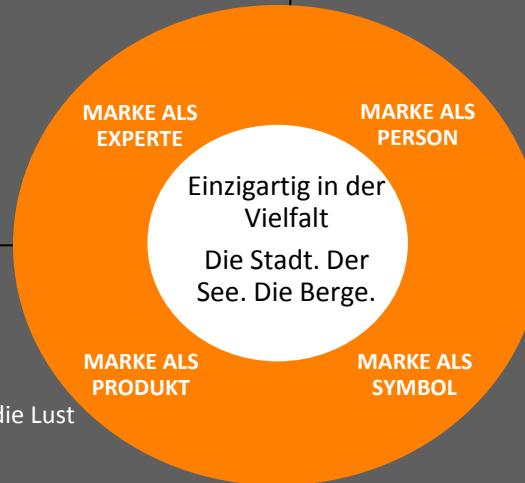 MARKE ALS
EXPERTE
MARKE ALS
PERSON
Einzigartig in der
Vielfalt
Die Stadt. Der
See. Die Berge.
MARKE ALS
PRODUKT
MARKE ALS
SYMBOL
die Lust